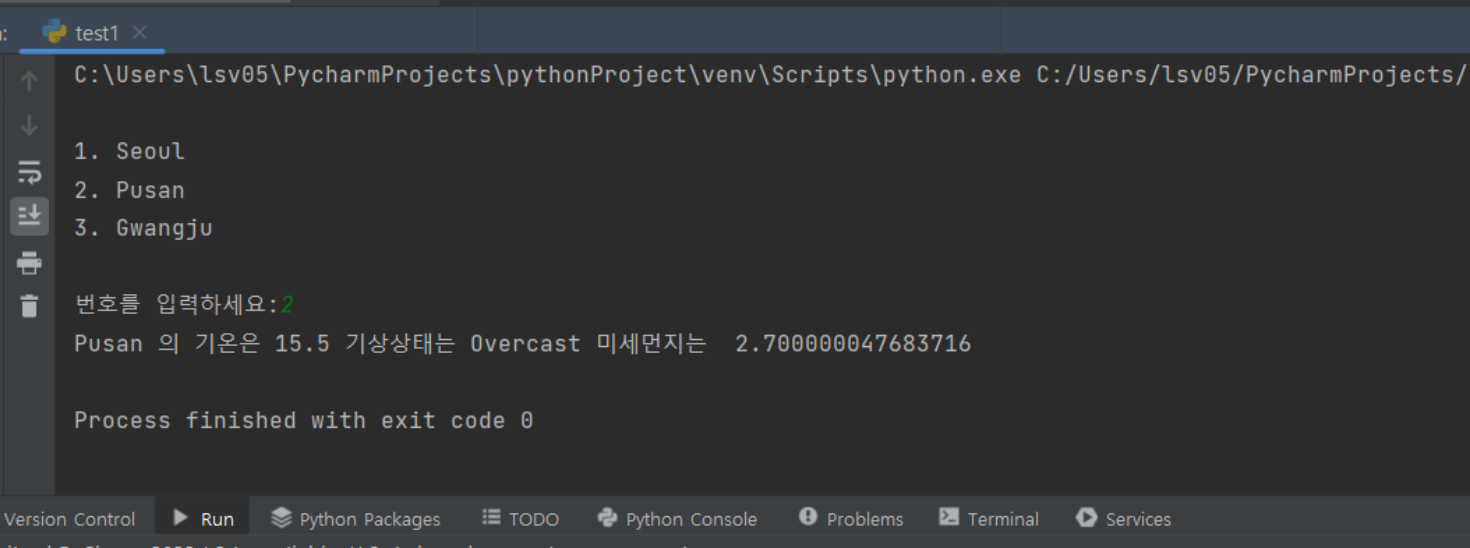 test1
C:\Users\lsv05\PycharmProjects\pythonProject\venv\Scripts\python.exe C:/Users/lsv05/PycharmProjects/
1. Seoul
2. Pusan
3. Gwangju
번호를 입력하세요:2
Pusan 의 기온은 15.5 기상상태는 Overcast 미세먼지는  2.700000047683716
Process finished with exit code 0
Version Control Run Python Packages TODO Python Console Problems Terminal Services